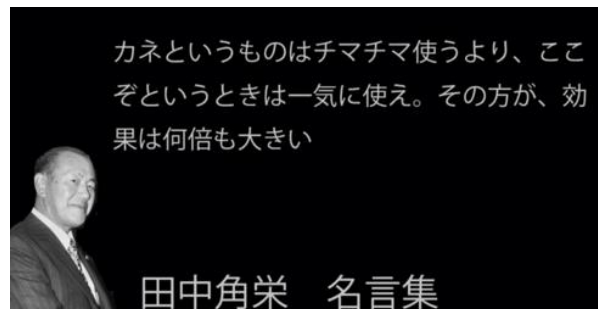 カネというものはチマチマ使うより、ここ
ぞというときは一気に使え。その方が、効
果は何倍も大きい
田中角栄　名言集